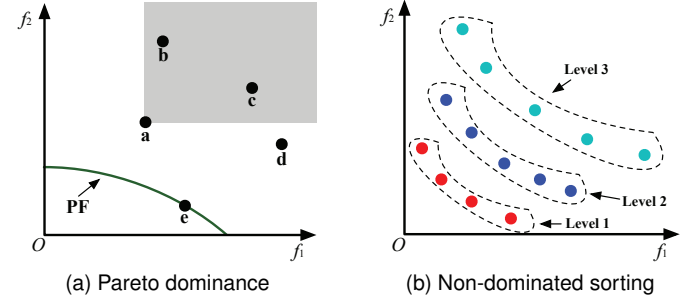 f2
b
c
a
d
PF
e
O
f1
(a) Pareto dominance
f2
Level 3
Level 2
Level 1
O
f1
(b) Non-dominated sorting